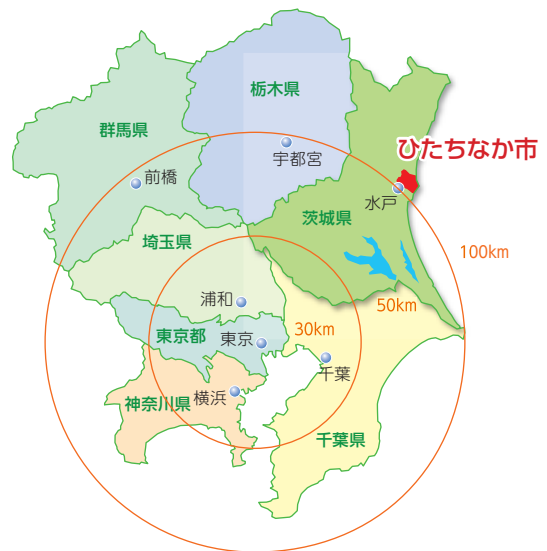 栃木県
群馬県
宇都宮
ひたちなか市
前橋
水戸
茨城県
埼玉県
100km
浦和
50km
30km
東京都
東京
千葉
横浜
神奈川県
千葉県